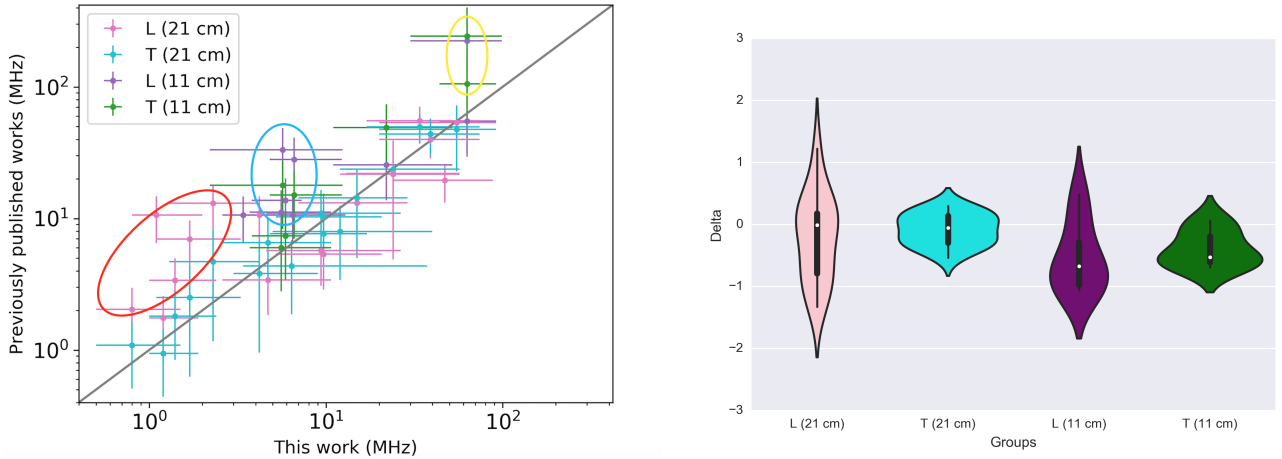 Previously published works (MHz)
L (21 cm)
T (21 cm)
L (11 cm)
T (11 cm)
10²
10¹
10⁰
10⁰ 10¹ 10²
This work (MHz)
Delta
3
2
1
0
−1
−2
−3
L (21 cm) T (21 cm) L (11 cm) T (11 cm)
Groups